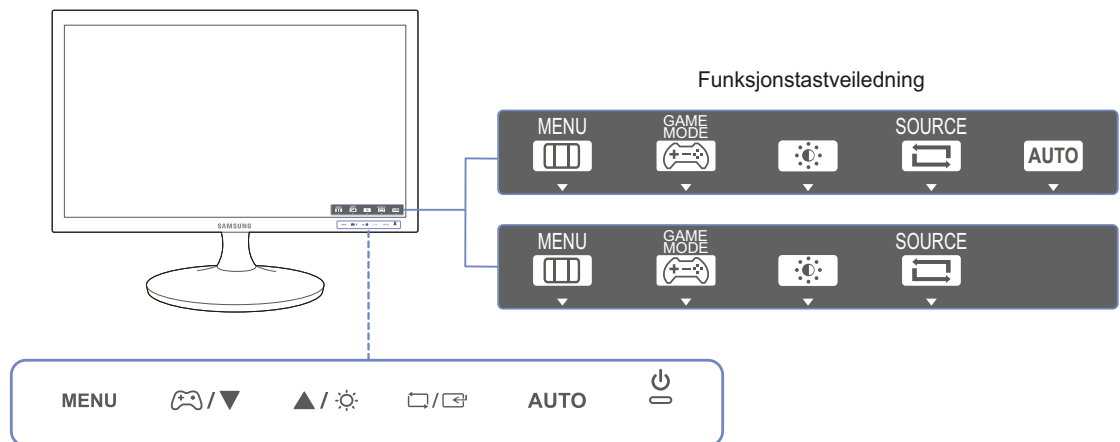 Funksjonstastveiledning
MENU GAME MODE SOURCE AUTO
MENU GAME MODE SOURCE
SAMSUNG
MENU / / / AUTO